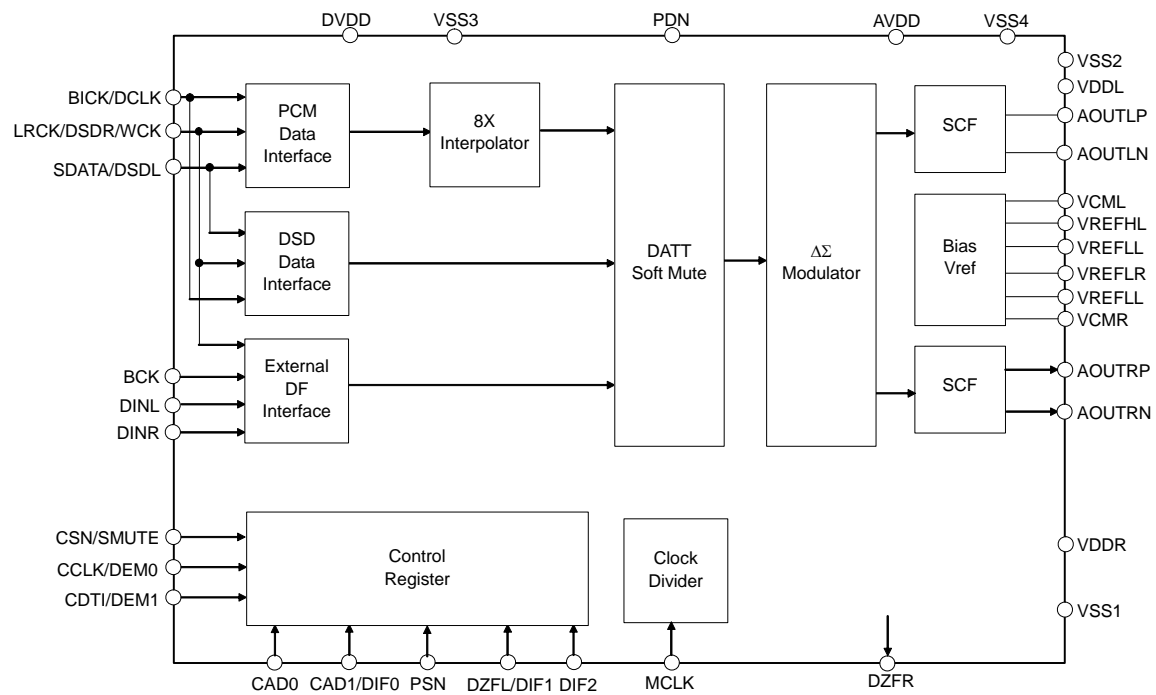 DVDD
VSS3
PDN
AVDD
VSS4
VSS2
VDDL
BICK/DCLK
LRCK/DSDR/WCK
SDATA/DSDL
PCM
Data
Interface
8X
Interpolator
SCF
AOUTLP
AOUTLN
DSD
Data
Interface
DATT
Soft Mute
ΔΣ
Modulator
Bias
Vref
VCML
VREFHL
VREFLL
VREFLR
VREFLL
VCMR
BCK
DINL
DINR
External
DF
Interface
SCF
AOUTRP
AOUTRN
CSN/SMUTE
CCLK/DEM0
CDTI/DEM1
Control
Register
Clock
Divider
VDDR
VSS1
CAD0
CAD1/DIF0
PSN
DZFL/DIF1
DIF2
MCLK
DZFR